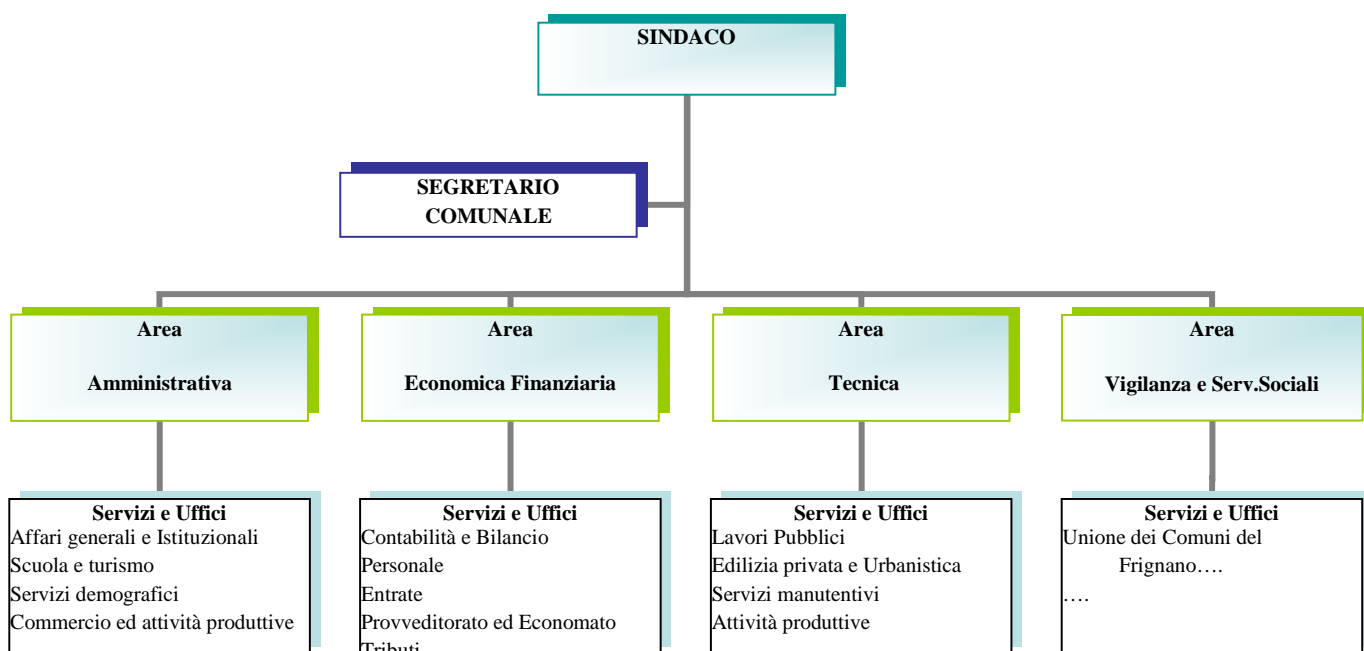 SINDACO
SEGRETARIO
COMUNALE
Area
Amministrativa
Area
Economica Finanziaria
Area
Tecnica
Area
Vigilanza e Serv.Sociali
Servizi e Uffici
Affari generali e Istituzionali
Scuola e turismo
Servizi demografici
Commercio ed attività produttive
Servizi e Uffici
Contabilità e Bilancio
Personale
Entrate
Provveditorato ed Economato
Tributi
Servizi e Uffici
Lavori Pubblici
Edilizia privata e Urbanistica
Servizi manutentivi
Attività produttive
Servizi e Uffici
Unione dei Comuni del
Frignano….
….